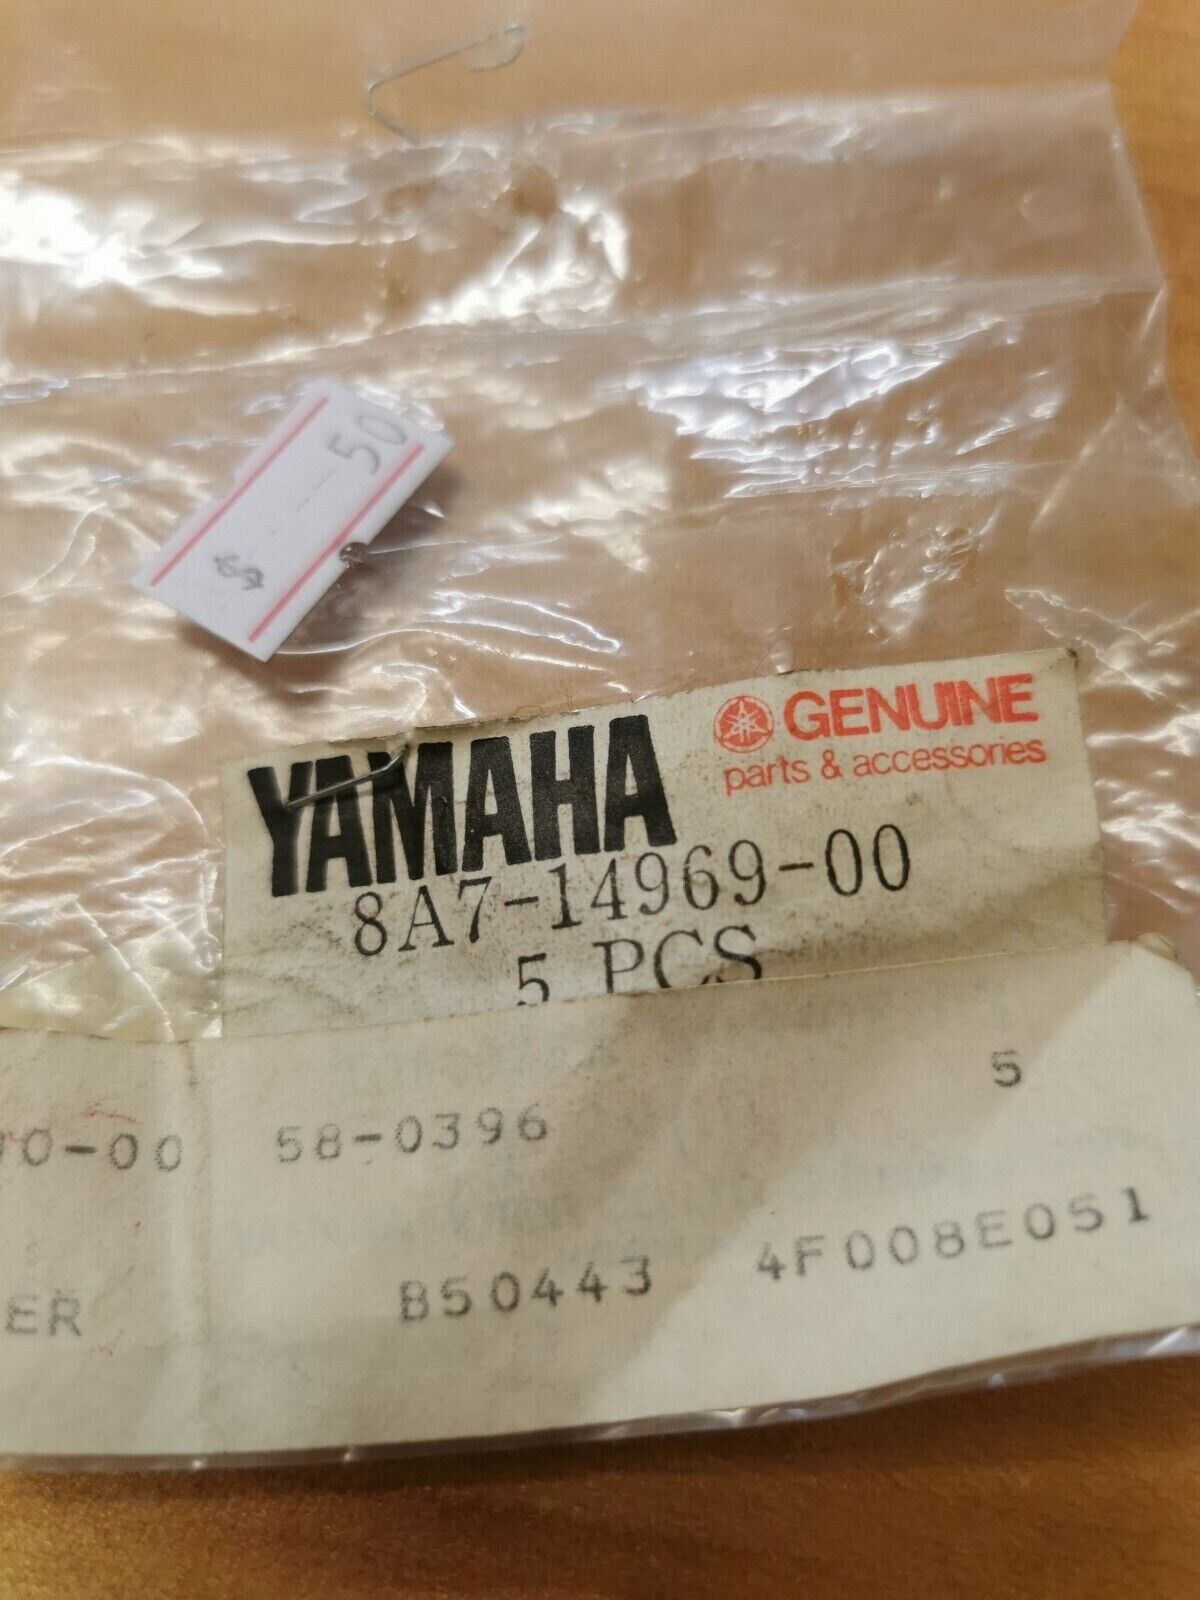 $ 50
YAMAHA
GENUINE
parts & accessories
8A7-14969-00
5 PCS
0-00 58-0396 5
ER B50443 4F008E051